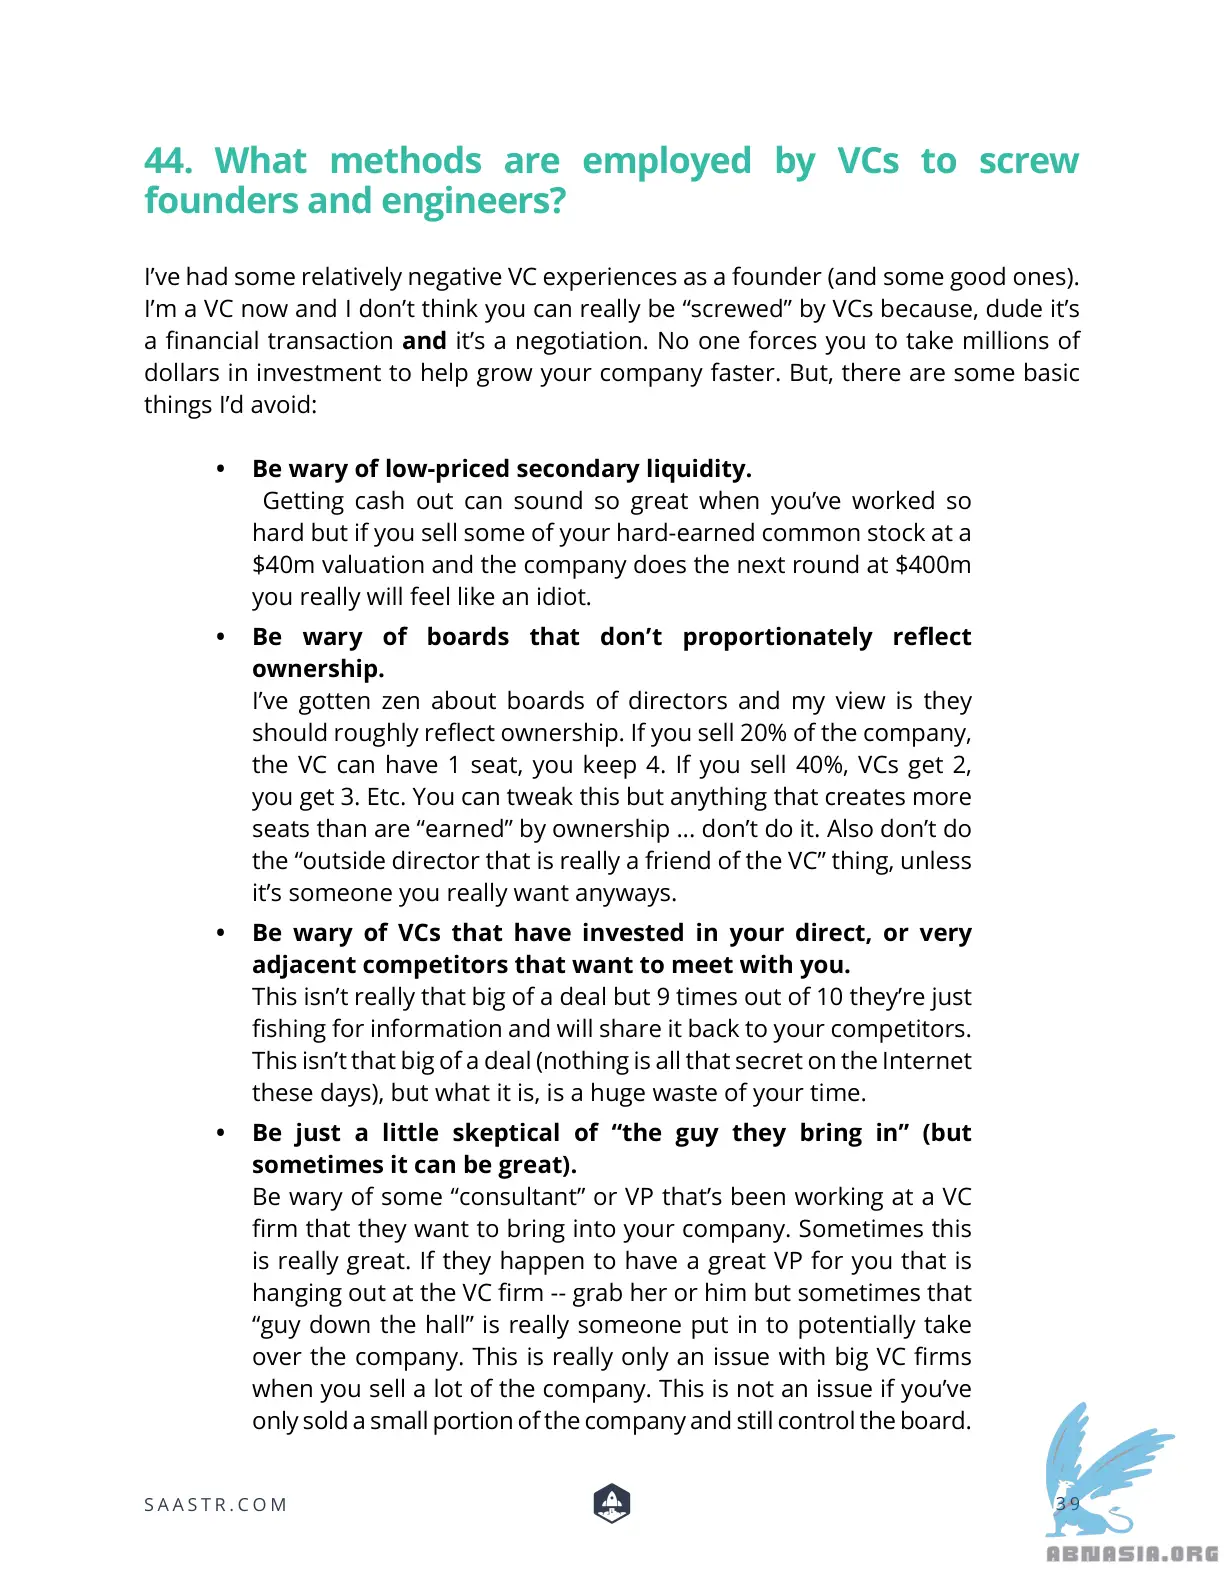 44. What methods are employed by VCs to screw
founders and engineers?
I’ve had some relatively negative VC experiences as a founder (and some good ones).
I’m a VC now and I don’t think you can really be “screwed” by VCs because, dude it’s
a financial transaction and it’s a negotiation. No one forces you to take millions of
dollars in investment to help grow your company faster. But, there are some basic
things I’d avoid:
• Be wary of low-priced secondary liquidity.
Getting cash out can sound so great when you’ve worked so
hard but if you sell some of your hard-earned common stock at a
$40m valuation and the company does the next round at $400m
you really will feel like an idiot.
• Be wary of boards that don’t proportionately reflect
ownership.
I’ve gotten zen about boards of directors and my view is they
should roughly reflect ownership. If you sell 20% of the company,
the VC can have 1 seat, you keep 4. If you sell 40%, VCs get 2,
you get 3. Etc. You can tweak this but anything that creates more
seats than are “earned” by ownership ... don’t do it. Also don’t do
the “outside director that is really a friend of the VC” thing, unless
it’s someone you really want anyways.
• Be wary of VCs that have invested in your direct, or very
adjacent competitors that want to meet with you.
This isn’t really that big of a deal but 9 times out of 10 they’re just
fishing for information and will share it back to your competitors.
This isn’t that big of a deal (nothing is all that secret on the Internet
these days), but what it is, is a huge waste of your time.
• Be just a little skeptical of “the guy they bring in” (but
sometimes it can be great).
Be wary of some “consultant” or VP that’s been working at a VC
firm that they want to bring into your company. Sometimes this
is really great. If they happen to have a great VP for you that is
hanging out at the VC firm -- grab her or him but sometimes that
“guy down the hall” is really someone put in to potentially take
over the company. This is really only an issue with big VC firms
when you sell a lot of the company. This is not an issue if you’ve
only sold a small portion of the company and still control the board.
SAASTR.COM
39
ABNASIA.ORG